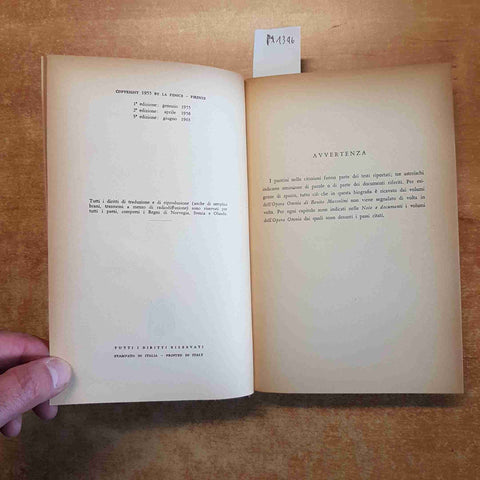 M1346
COPYRIGHT 1955 BY LA FENICE - FIRENZE
1ª edizione: gennaio 1955
2ª edizione: aprile 1956
3ª edizione: giugno 1961
Tutti i diritti di traduzione e di riproduzione (anche di semplici
brani, trasmessa a mezzo di radiodiffusione) sono riservati per
tutti i paesi, compresi i Regni di Norvegia, Svezia e Olanda.
TUTTI I DIRITTI RISERVATI
STAMPATO IN ITALIA - PRINTED IN ITALY
AVVERTENZA
I puntini nelle citazioni fanno parte dei testi riportati; tre asterischi
indicano omissione di parole o di parte dei documenti riferiti. Per esi-
genze di spazio, tutto ciò che in questa biografia è ricavato dai volumi
dell'Opera Omnia di Benito Mussolini non viene segnalato di volta in
volta. Per ogni capitolo sono indicati nelle Note e documenti i volumi
dell'Opera Omnia dai quali sono desunti i passi citati.